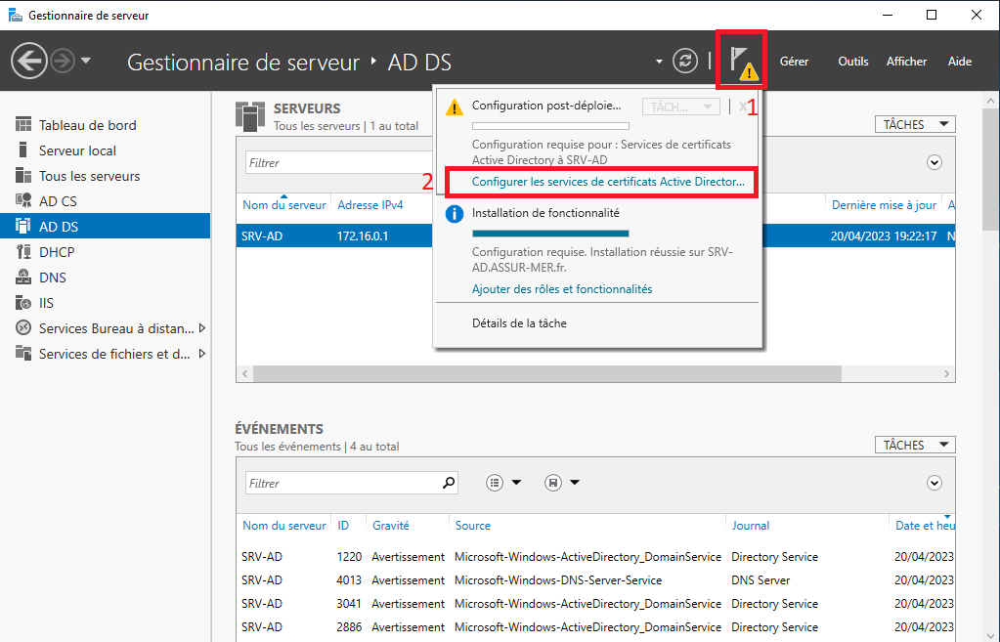 Gestionnaire de serveur
Gestionnaire de serveur ‣ AD DS
Gérer Outils Afficher Aide
1
Tableau de bord
Serveur local
Tous les serveurs
AD CS
AD DS
DHCP
DNS
IIS
Services Bureau à distan...
Services de fichiers et d...
SERVEURS
Tous les serveurs | 1 au total
TÂCHES
Filtrer
Nom du serveur Adresse IPv4 Dernière mise à jour A
SRV-AD 172.16.0.1 20/04/2023 19:22:17 N
Configuration post-déploie... TÂCH...
Configuration requise pour : Services de certificats
Active Directory à SRV-AD
2
Configurer les services de certificats Active Director...
Installation de fonctionnalité
Configuration requise. Installation réussie sur SRV-
AD.ASSUR-MER.fr.
Ajouter des rôles et fonctionnalités
Détails de la tâche
ÉVÉNEMENTS
Tous les événements | 4 au total
TÂCHES
Filtrer
Nom du serveur ID Gravité Source Journal Date et heu
SRV-AD 1220 Avertissement Microsoft-Windows-ActiveDirectory_DomainService Directory Service 20/04/2023
SRV-AD 4013 Avertissement Microsoft-Windows-DNS-Server-Service DNS Server 20/04/2023
SRV-AD 3041 Avertissement Microsoft-Windows-ActiveDirectory_DomainService Directory Service 20/04/2023
SRV-AD 2886 Avertissement Microsoft-Windows-ActiveDirectory_DomainService Directory Service 20/04/2023